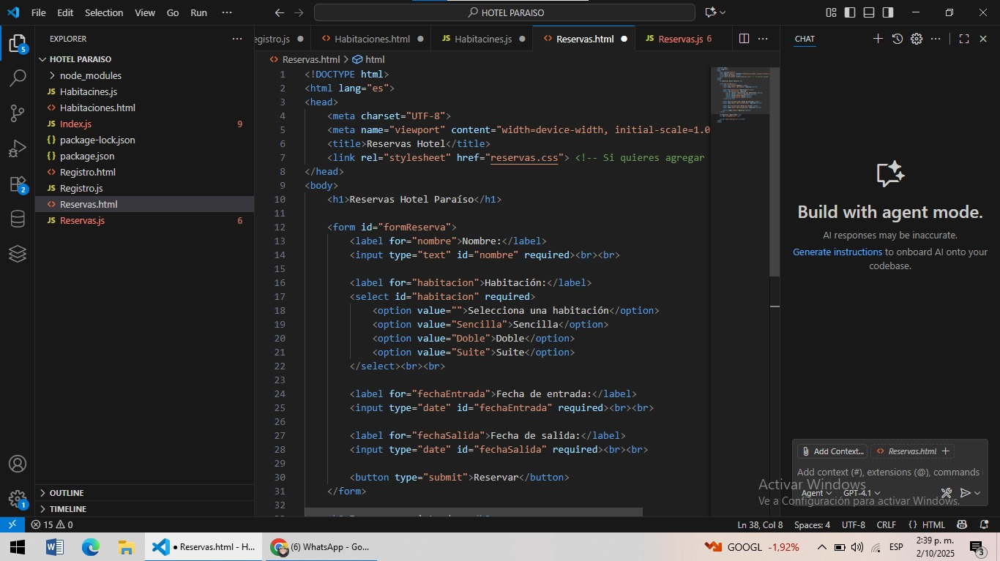 File Edit Selection View Go Run ··· HOTEL PARAISO
EXPLORER ···
HOTEL PARAISO
node_modules
JS Habitacines.js
<> Habitaciones.html
JS Index.js 9
{} package-lock.json
{} package.json
<> Registro.html
JS Registro.js
<> Reservas.html
JS Reservas.js 6
OUTLINE
TIMELINE
5
2
1
egistro.js <> Habitaciones.html JS Habitacines.js <> Reservas.html JS Reservas.js 6 ···
<> Reservas.html > html
1 <!DOCTYPE html>
2 <html lang="es">
3 <head>
4 <meta charset="UTF-8">
5 <meta name="viewport" content="width=device-width, initial-scale=1.0
6 <title>Reservas Hotel</title>
7 <link rel="stylesheet" href="reservas.css"> <!-- Si quieres agregar
8 </head>
9 <body>
10 <h1>Reservas Hotel Paraíso</h1>
11
12 <form id="formReserva">
13 <label for="nombre">Nombre:</label>
14 <input type="text" id="nombre" required><br><br>
15
16 <label for="habitacion">Habitación:</label>
17 <select id="habitacion" required>
18 <option value="">Selecciona una habitación</option>
19 <option value="Sencilla">Sencilla</option>
20 <option value="Doble">Doble</option>
21 <option value="Suite">Suite</option>
22 </select><br><br>
23
24 <label for="fechaEntrada">Fecha de entrada:</label>
25 <input type="date" id="fechaEntrada" required><br><br>
26
27 <label for="fechaSalida">Fecha de salida:</label>
28 <input type="date" id="fechaSalida" required><br><br>
29
30 <button type="submit">Reservar</button>
31 </form>
32
CHAT
Build with agent mode.
AI responses may be inaccurate.
Generate instructions to onboard AI onto your
codebase.
Add Context... <> Reservas.html +
Add context (#), extensions (@), commands
Agent GPT-4.1
Activar Windows
Ve a Configuración para activar Windows.
15 0 Ln 38, Col 8 Spaces: 4 UTF-8 CRLF {} HTML
● Reservas.html - H... (6) WhatsApp - Go... GOOGL -1,92% ESP 2:39 p. m.
2/10/2025
3